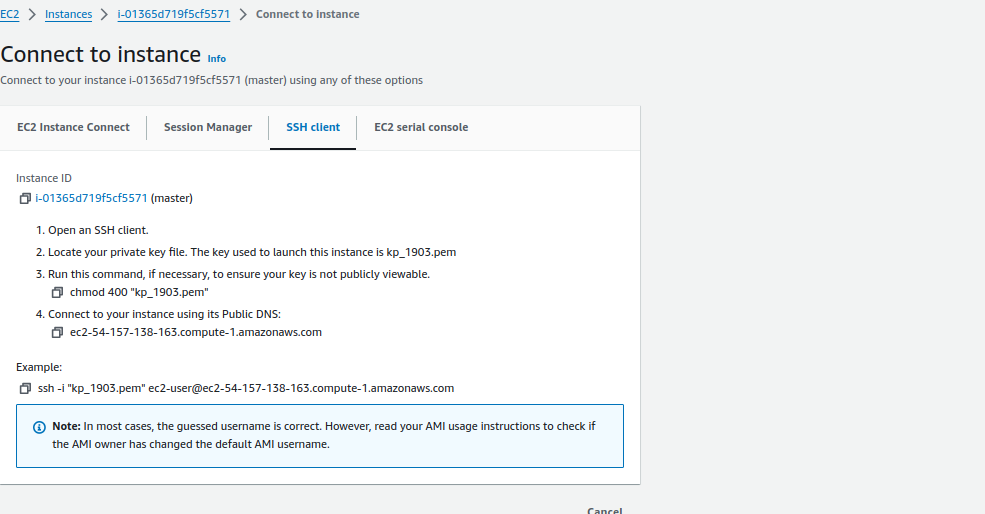 EC2 > Instances > i-01365d719f5cf5571 > Connect to instance
Connect to instance Info
Connect to your instance i-01365d719f5cf5571 (master) using any of these options
EC2 Instance Connect Session Manager SSH client EC2 serial console
Instance ID
i-01365d719f5cf5571 (master)
1. Open an SSH client.
2. Locate your private key file. The key used to launch this instance is kp_1903.pem
3. Run this command, if necessary, to ensure your key is not publicly viewable.
chmod 400 "kp_1903.pem"
4. Connect to your instance using its Public DNS:
ec2-54-157-138-163.compute-1.amazonaws.com
Example:
ssh -i "kp_1903.pem" ec2-user@ec2-54-157-138-163.compute-1.amazonaws.com
Note: In most cases, the guessed username is correct. However, read your AMI usage instructions to check if
the AMI owner has changed the default AMI username.
Cancel